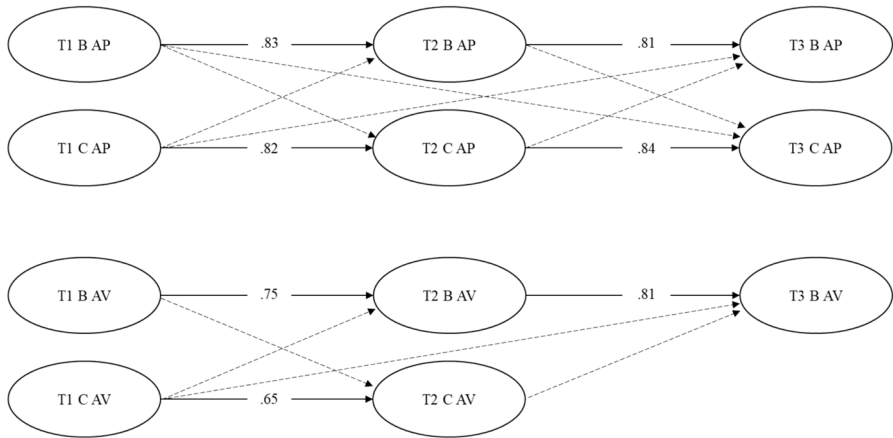 T1 B AP .83 T2 B AP .81 T3 B AP
T1 C AP .82 T2 C AP .84 T3 C AP
T1 B AV .75 T2 B AV .81 T3 B AV
T1 C AV .65 T2 C AV